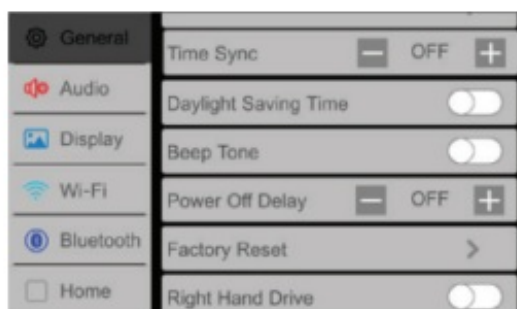 General
Audio
Display
Wi-Fi
Bluetooth
Home
Time Sync OFF
Daylight Saving Time
Beep Tone
Power Off Delay OFF
Factory Reset
Right Hand Drive